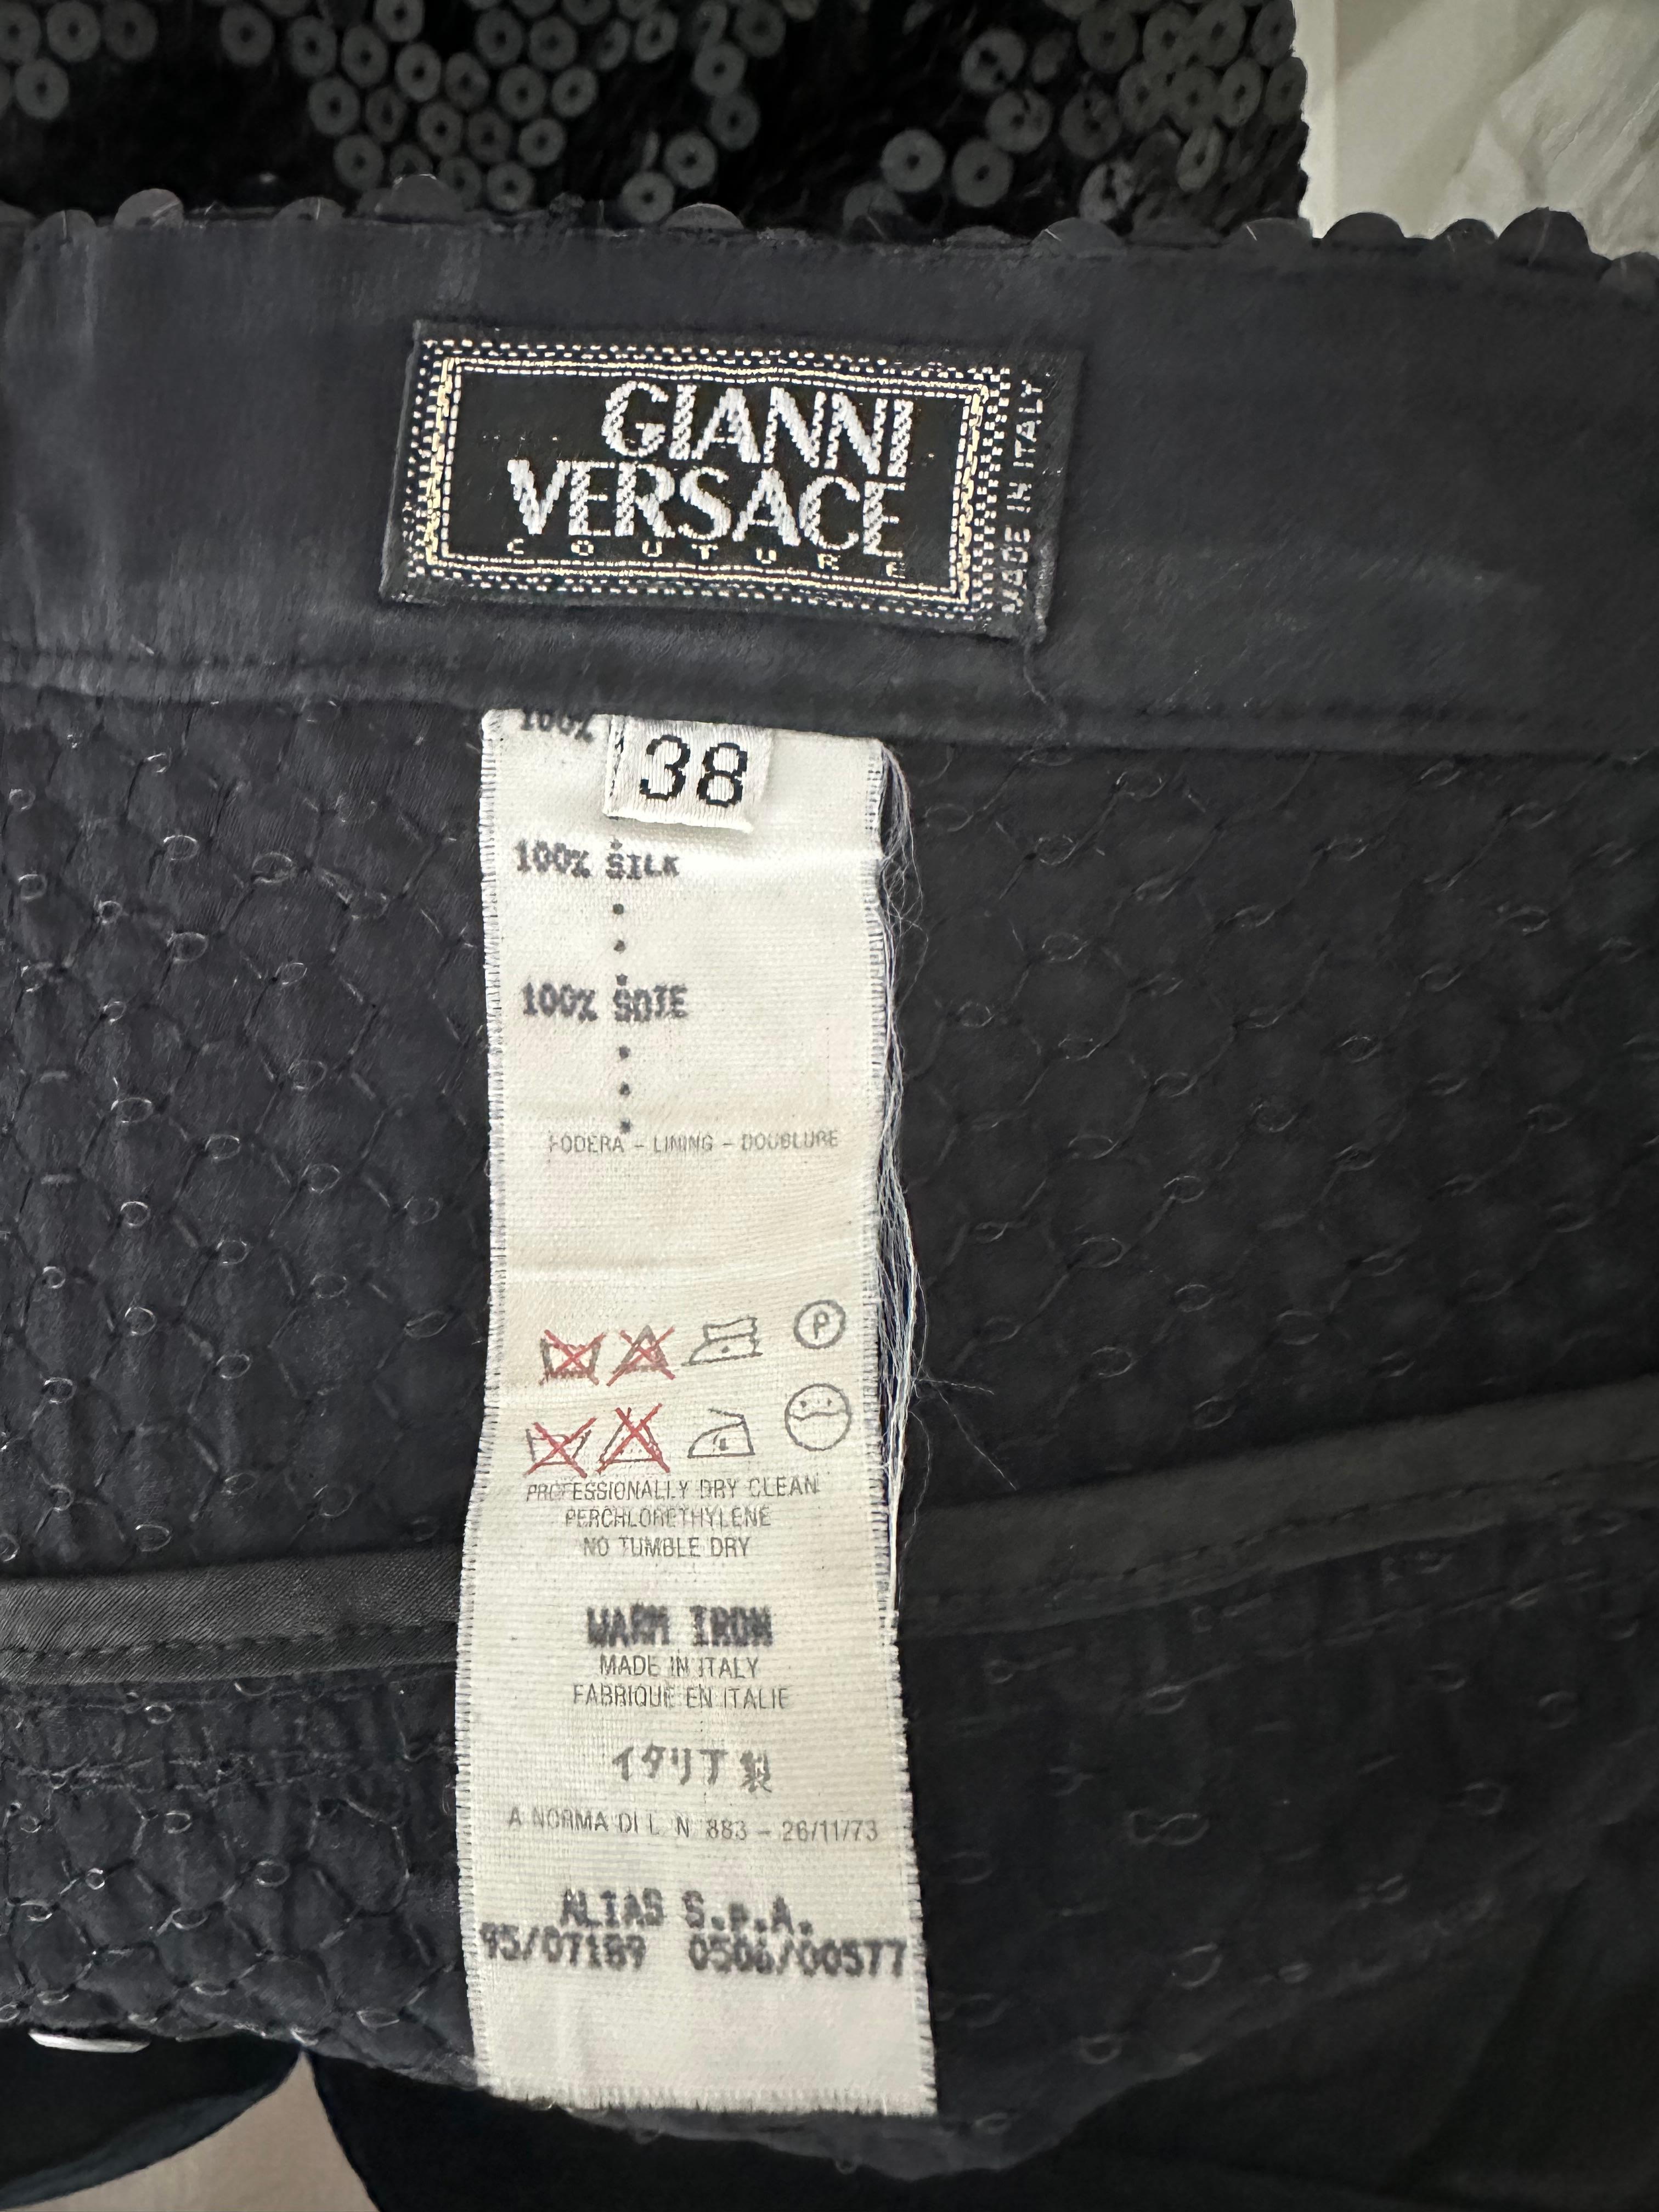 GIANNI
VERSACE
COUTURE
MADE IN ITALY
100%
38
100% SILK
100% SOIE
FODERA - LINING - DOUBLURE
P
PROFESSIONALLY DRY CLEAN
PERCHLORETHYLENE
NO TUMBLE DRY
WARM IRON
MADE IN ITALY
FABRIQUE EN ITALIE
イタリア製
A NORMA DI L. N. 883 - 26/11/73
ALIAS S.p.A.
95/07189 0506/00577